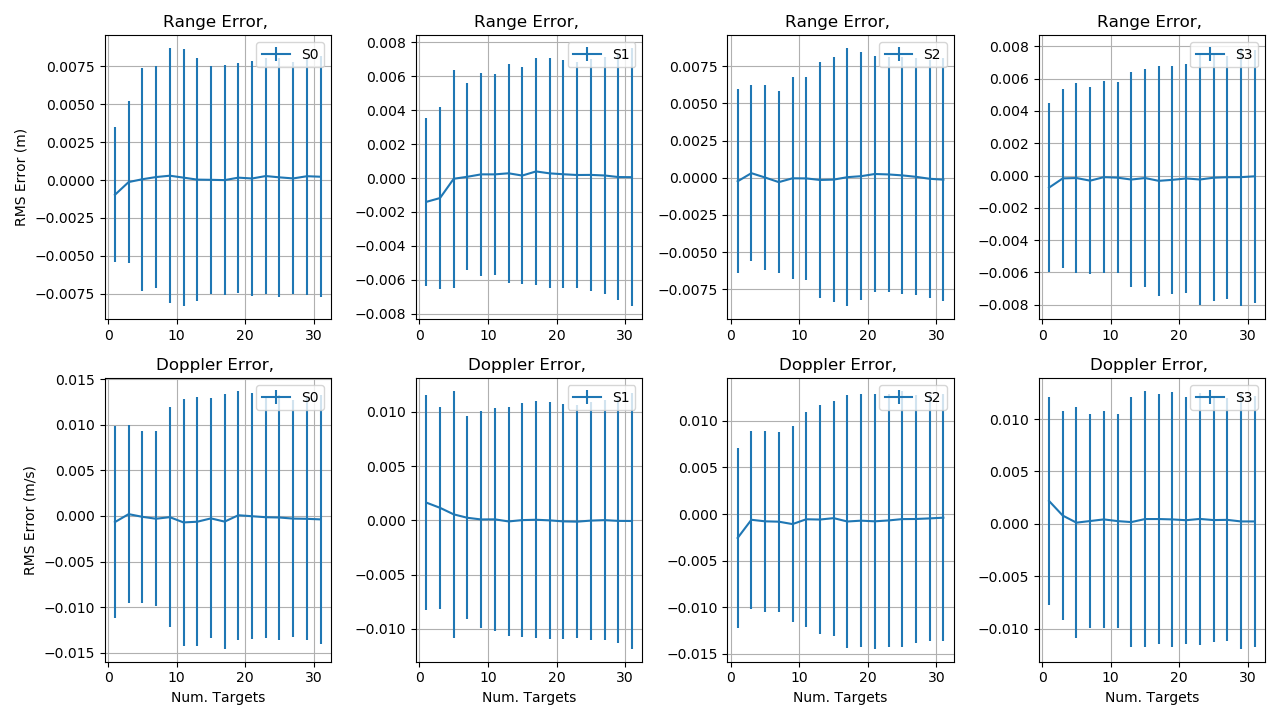 Range Error,
RMS Error (m)
0.0075
0.0050
0.0025
0.0000
−0.0025
−0.0050
−0.0075
0 10 20 30
S0
Range Error,
0.008
0.006
0.004
0.002
0.000
−0.002
−0.004
−0.006
−0.008
0 10 20 30
S1
Range Error,
0.0075
0.0050
0.0025
0.0000
−0.0025
−0.0050
−0.0075
0 10 20 30
S2
Range Error,
0.008
0.006
0.004
0.002
0.000
−0.002
−0.004
−0.006
−0.008
0 10 20 30
S3
Doppler Error,
RMS Error (m/s)
0.015
0.010
0.005
0.000
−0.005
−0.010
−0.015
0 10 20 30
Num. Targets
S0
Doppler Error,
0.010
0.005
0.000
−0.005
−0.010
0 10 20 30
Num. Targets
S1
Doppler Error,
0.010
0.005
0.000
−0.005
−0.010
−0.015
0 10 20 30
Num. Targets
S2
Doppler Error,
0.010
0.005
0.000
−0.005
−0.010
0 10 20 30
Num. Targets
S3